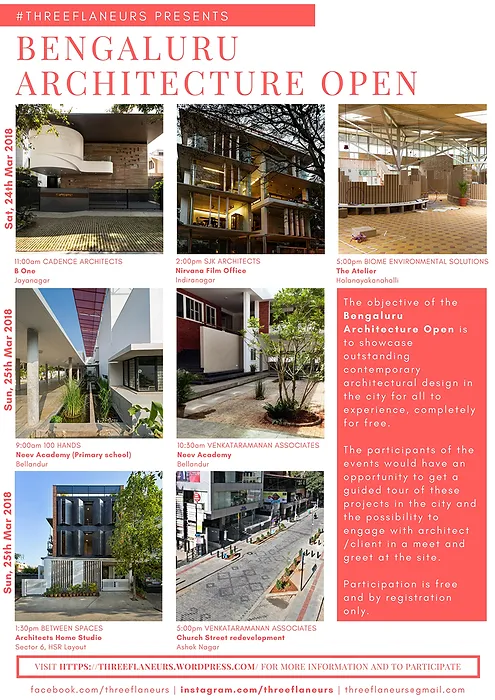 #THREEFLANEURS PRESENTS
BENGALURU
ARCHITECTURE OPEN
Sat, 24th Mar 2018
11:00am CADENCE ARCHITECTS
B One
Jayanagar
2:00pm SJK ARCHITECTS
Nirvana Film Office
Indiranagar
5:00pm BIOME ENVIRONMENTAL SOLUTIONS
The Atelier
Halanayakanahalli
Sun, 25th Mar 2018
9:00am 100 HANDS
Neev Academy (Primary school)
Bellandur
10:30am VENKATARAMANAN ASSOCIATES
Neev Academy
Bellandur
The objective of the
Bengaluru
Architecture Open is
to showcase
outstanding
contemporary
architectural design in
the city for all to
experience, completely
for free.
The participants of the
events would have an
opportunity to get a
guided tour of these
projects in the city and
the possibility to
engage with architect
/client in a meet and
greet at the site.
Participation is free
and by registration
only.
Sun, 25th Mar 2018
1:30pm BETWEEN SPACES
Architects Home Studio
Sector 6, HSR Layout
5:00pm VENKATARAMANAN ASSOCIATES
Church Street redevelopment
Ashok Nagar
VISIT HTTPS://THREEFLANEURS.WORDPRESS.COM/ FOR MORE INFORMATION AND TO PARTICIPATE
facebook.com/threeflaneurs | instagram.com/threeflaneurs | threeflaneurs@gmail.com